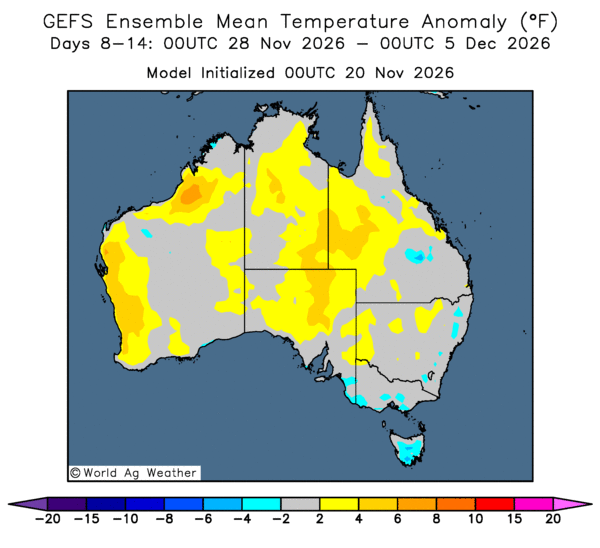 GEFS Ensemble Mean Temperature Anomaly (°F)
Days 8-14: 00UTC 28 Nov 2026 - 00UTC 5 Dec 2026
Model Initialized 00UTC 20 Nov 2026
© World Ag Weather
-20 -15 -10 -8 -6 -4 -2 2 4 6 8 10 15 20